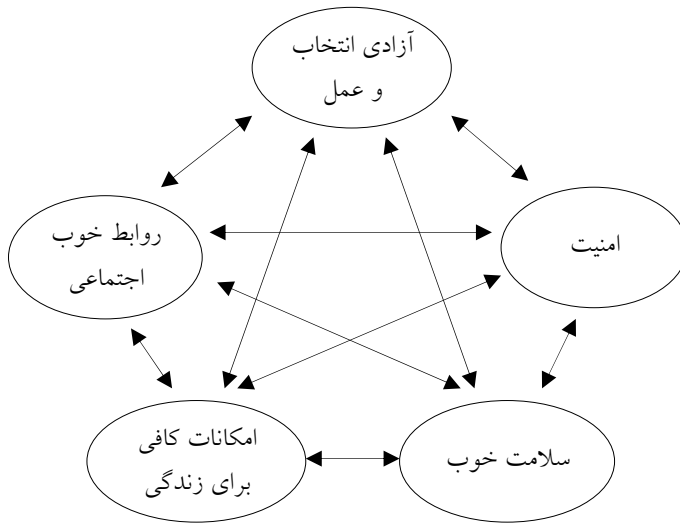 آزادی انتخاب
و عمل
امنیت
روابط خوب
اجتماعی
سلامت خوب
امکانات کافی
برای زندگی